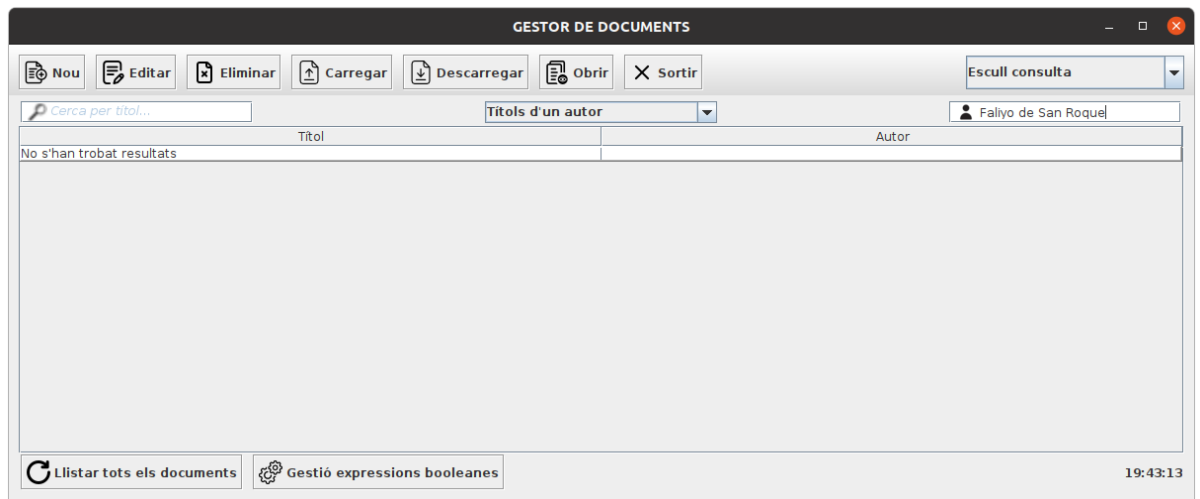 GESTOR DE DOCUMENTS
Nou Editar Eliminar Carregar Descarregar Obrir Sortir Escull consulta
Cerca per títol... Títols d'un autor Faliyo de San Roque
Títol Autor
No s'han trobat resultats
Llistar tots els documents Gestió expressions booleanes 19:43:13